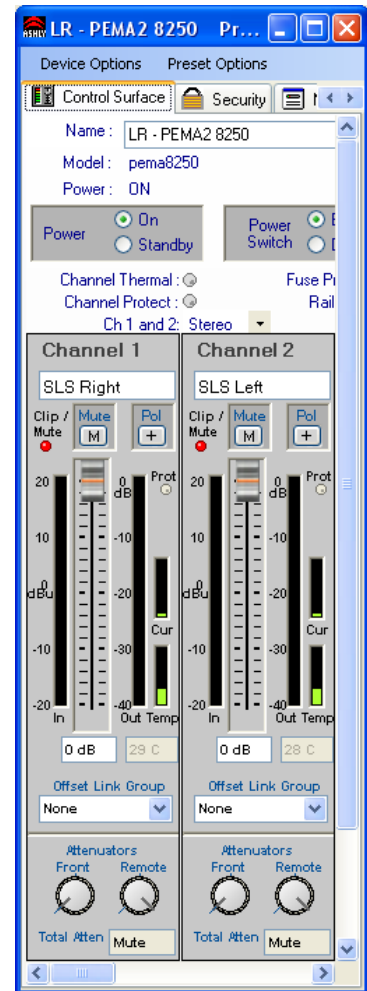 ASHLY LR - PEMA2 8250 Pr...
Device Options Preset Options
Control Surface Security
Name : LR - PEMA2 8250
Model : pema8250
Power : ON
Power On Standby Power Switch
Channel Thermal : Fuse
Channel Protect : Rail
Ch 1 and 2: Stereo
Channel 1 Channel 2
SLS Right SLS Left
Clip / Mute Mute M Pol + Clip / Mute Mute M Pol +
20 0 dB Prot 20 0 dB Prot
10 -10 10 -10
0 dBu -20 0 dBu -20
Cur Cur
-10 -30 -10 -30
-20 -40 -20 -40
In Out Temp In Out Temp
0 dB 29 C 0 dB 28 C
Offset Link Group Offset Link Group
None None
Attenuators Attenuators
Front Remote Front Remote
Total Atten Mute Total Atten Mute